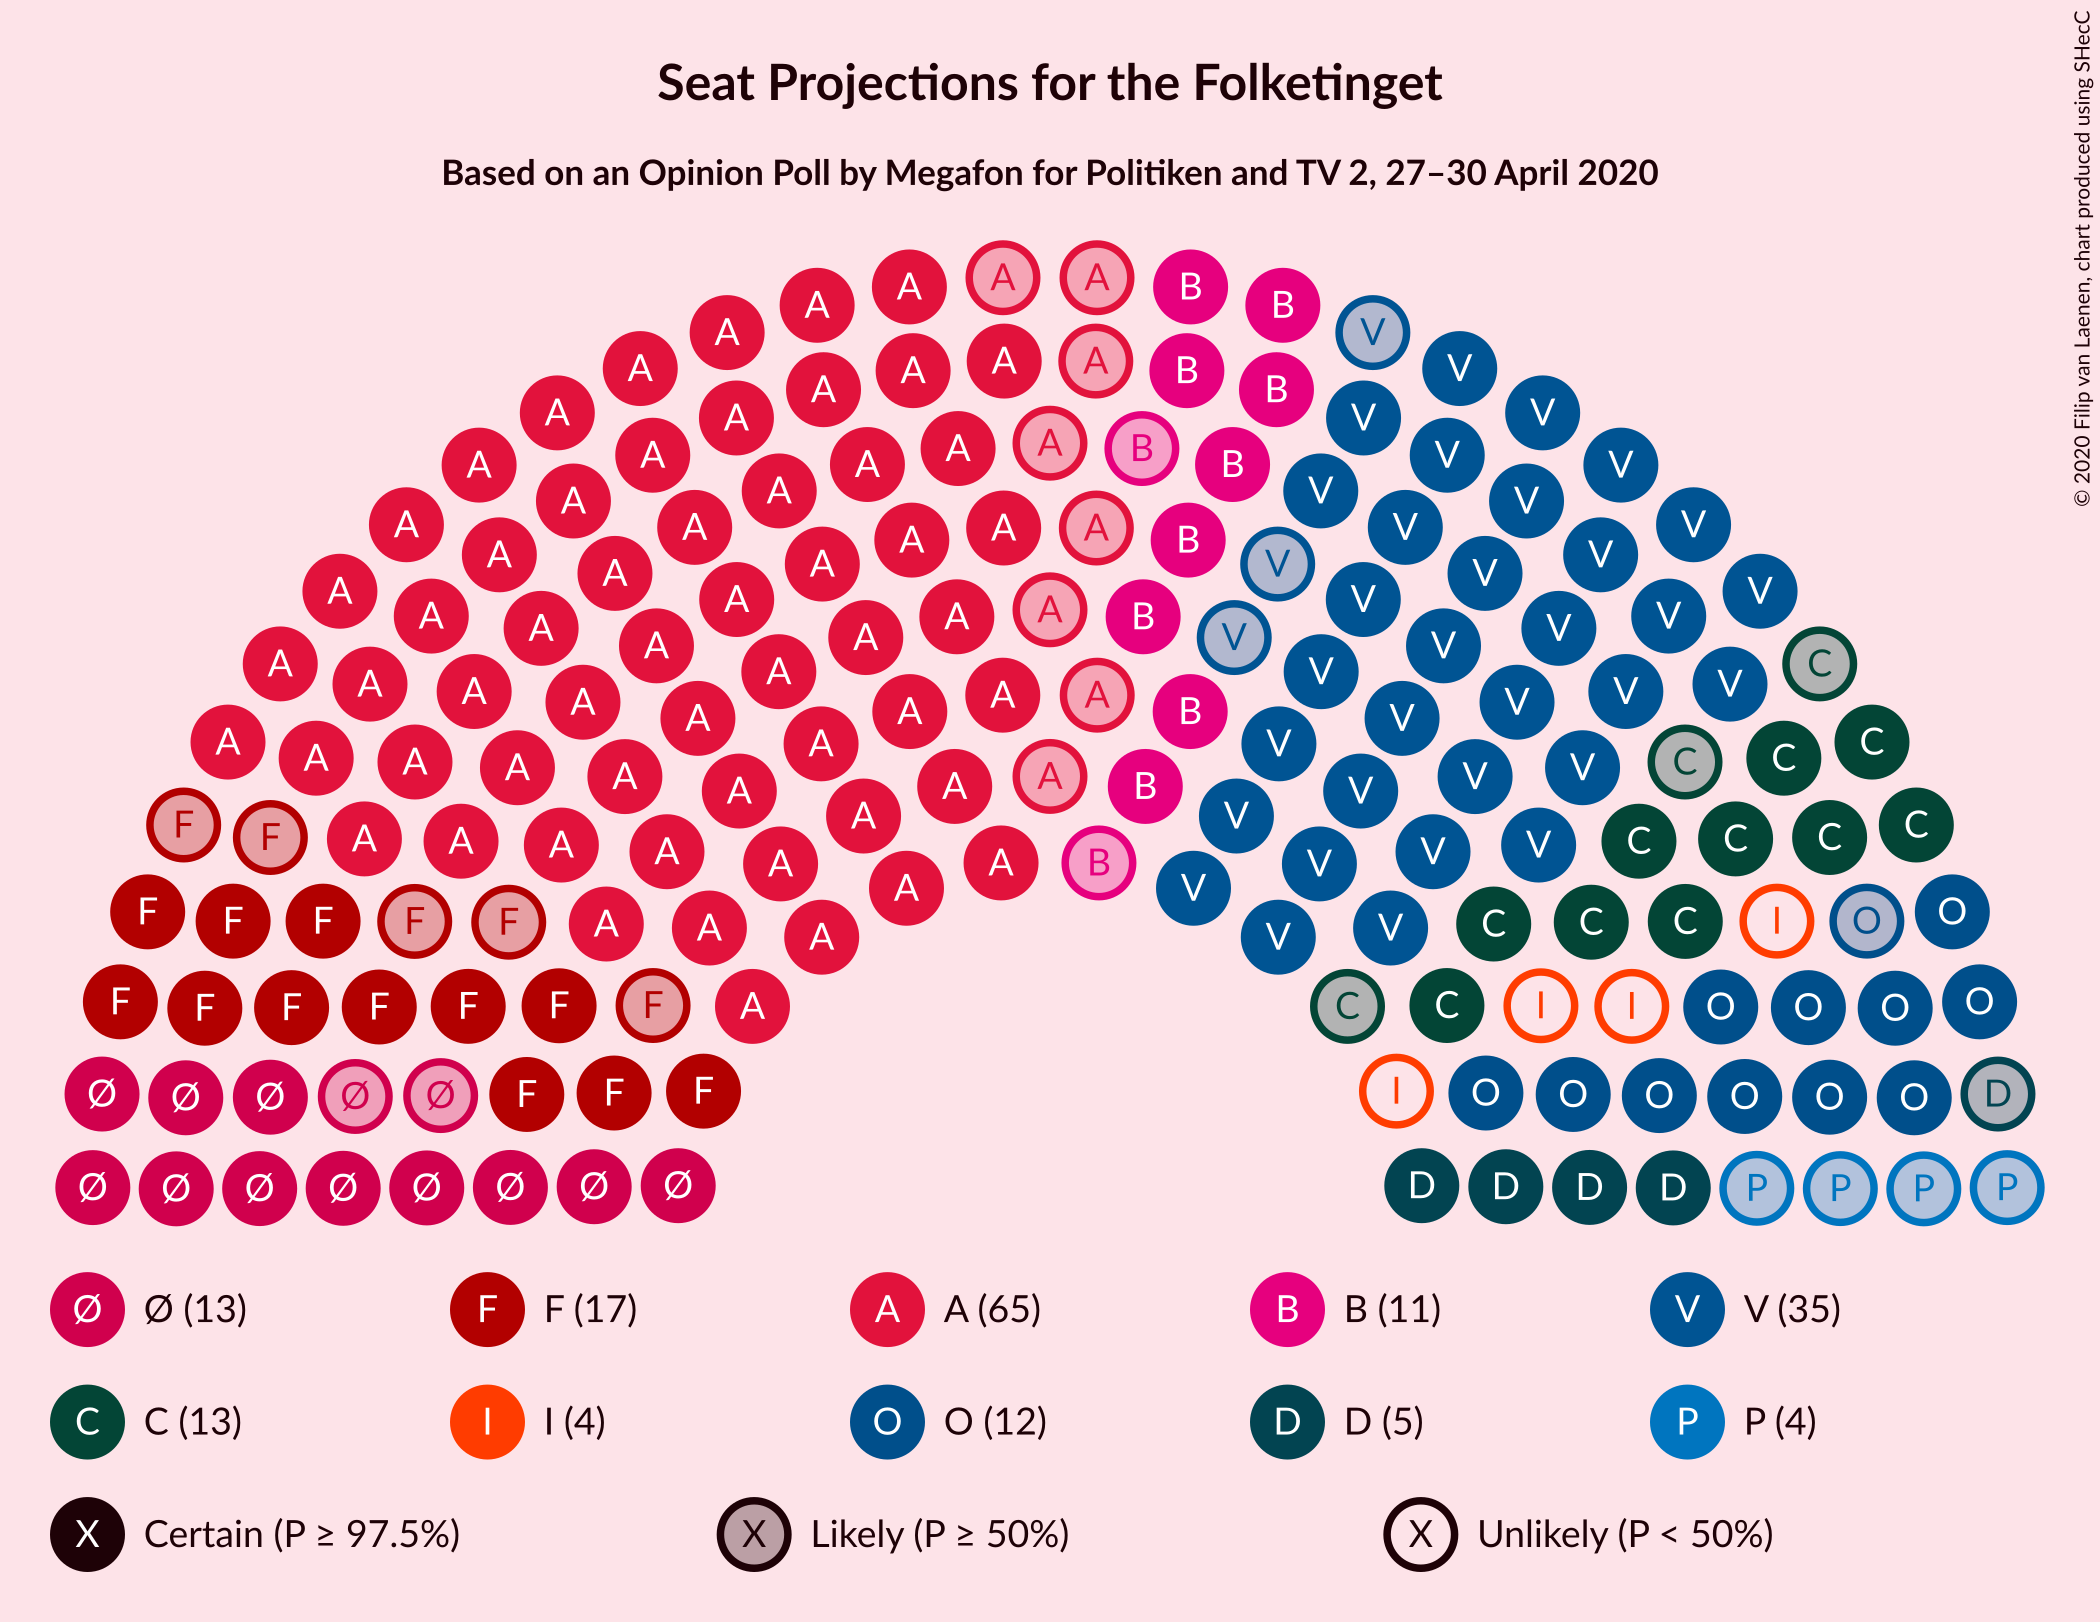 Seat Projections for the Folketinget
Based on an Opinion Poll by Megafon for Politiken and TV 2, 27–30 April 2020
© 2020 Filip van Laenen, chart produced using SHecC
A A A A B B
A A V V
A A A A B B
A V V V
A A A A B B V V V
A A A V V V
A A A A A A B V V V V V
A A A A A A B V V V V V V
A A A A A A A A B V V V V V V C
A A A A A A A B V V V V C C C
A A A A A A A A B V V V V C C
F F A A A A A A A A B V V V V C C C C
F F F F F A A A V V C C C I O O
F F F F F F F A C C I I O O O O
Ø Ø Ø Ø Ø F F F I O O O O O O D
Ø Ø Ø Ø Ø Ø Ø Ø D D D D P P P P
Ø Ø (13) F F (17) A A (65) B B (11) V V (35)
C C (13) I I (4) O O (12) D D (5) P P (4)
X Certain (P ≥ 97.5%) X Likely (P ≥ 50%) X Unlikely (P < 50%)